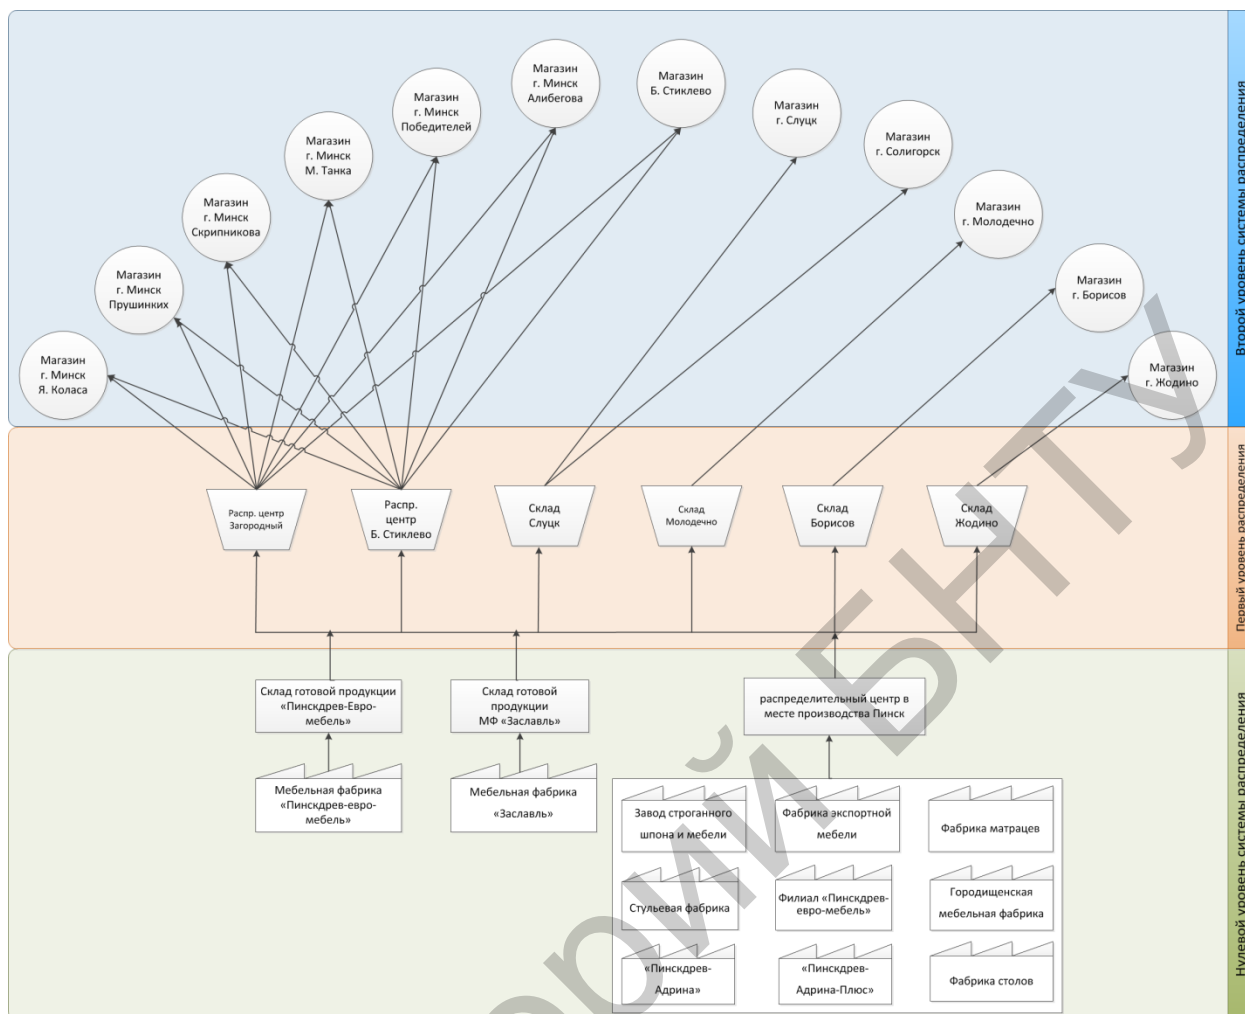 Магазин
г. Минск
Алибегова
Магазин
Б. Стиклево
Магазин
г. Минск
Победителей
Магазин
г. Слуцк
Магазин
г. Солигорск
Магазин
г. Минск
М. Танка
Магазин
г. Минск
Скрипникова
Магазин
г. Молодечно
Магазин
г. Минск
Прушинких
Магазин
г. Борисов
Магазин
г. Минск
Я. Коласа
Магазин
г. Жодино
Второй уровень системы распределения
Распр. центр
Загородный
Распр.
центр
Б. Стиклево
Склад
Слуцк
Склад
Молодечно
Склад
Борисов
Склад
Жодино
Первый уровень распределения
Склад готовой продукции
«Пинскдрев-Евро-
мебель»
Склад готовой
продукции
МФ «Заславль»
распределительный центр в
месте производства Пинск
Мебельная фабрика
«Пинскдрев-евро-
мебель»
Мебельная фабрика
«Заславль»
Завод строганного
шпона и мебели
Фабрика экспортной
мебели
Фабрика матрацев
Стульевая фабрика
Филиал «Пинскдрев-
евро-мебель»
Городищенская
мебельная фабрика
«Пинскдрев-
Адрина»
«Пинскдрев-
Адрина-Плюс»
Фабрика столов
Нулевой уровень системы распределения
орий БНТУ